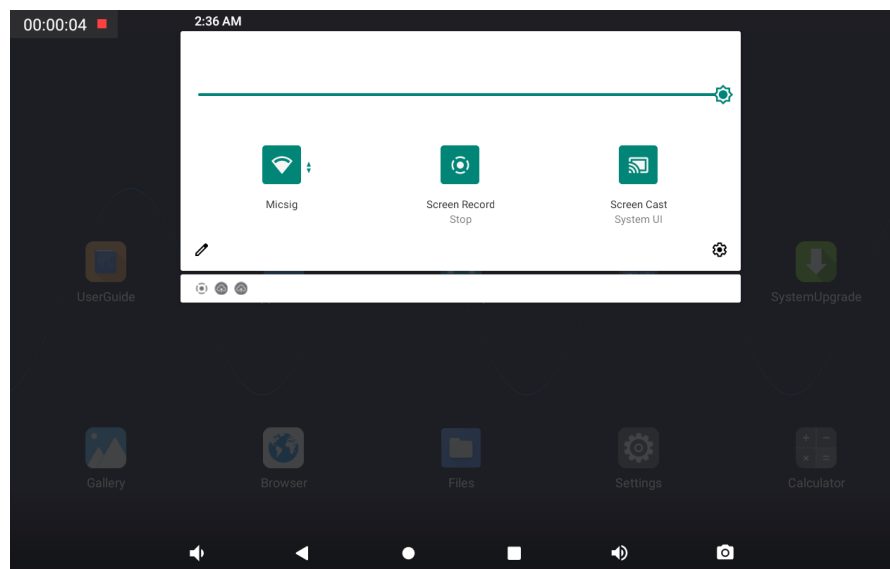 00:00:04
2:36 AM
Micsig
Screen Record
Screen Cast
Stop
System UI
UserGuide
SystemUpgrade
Gallery
Browser
Files
Settings
Calculator